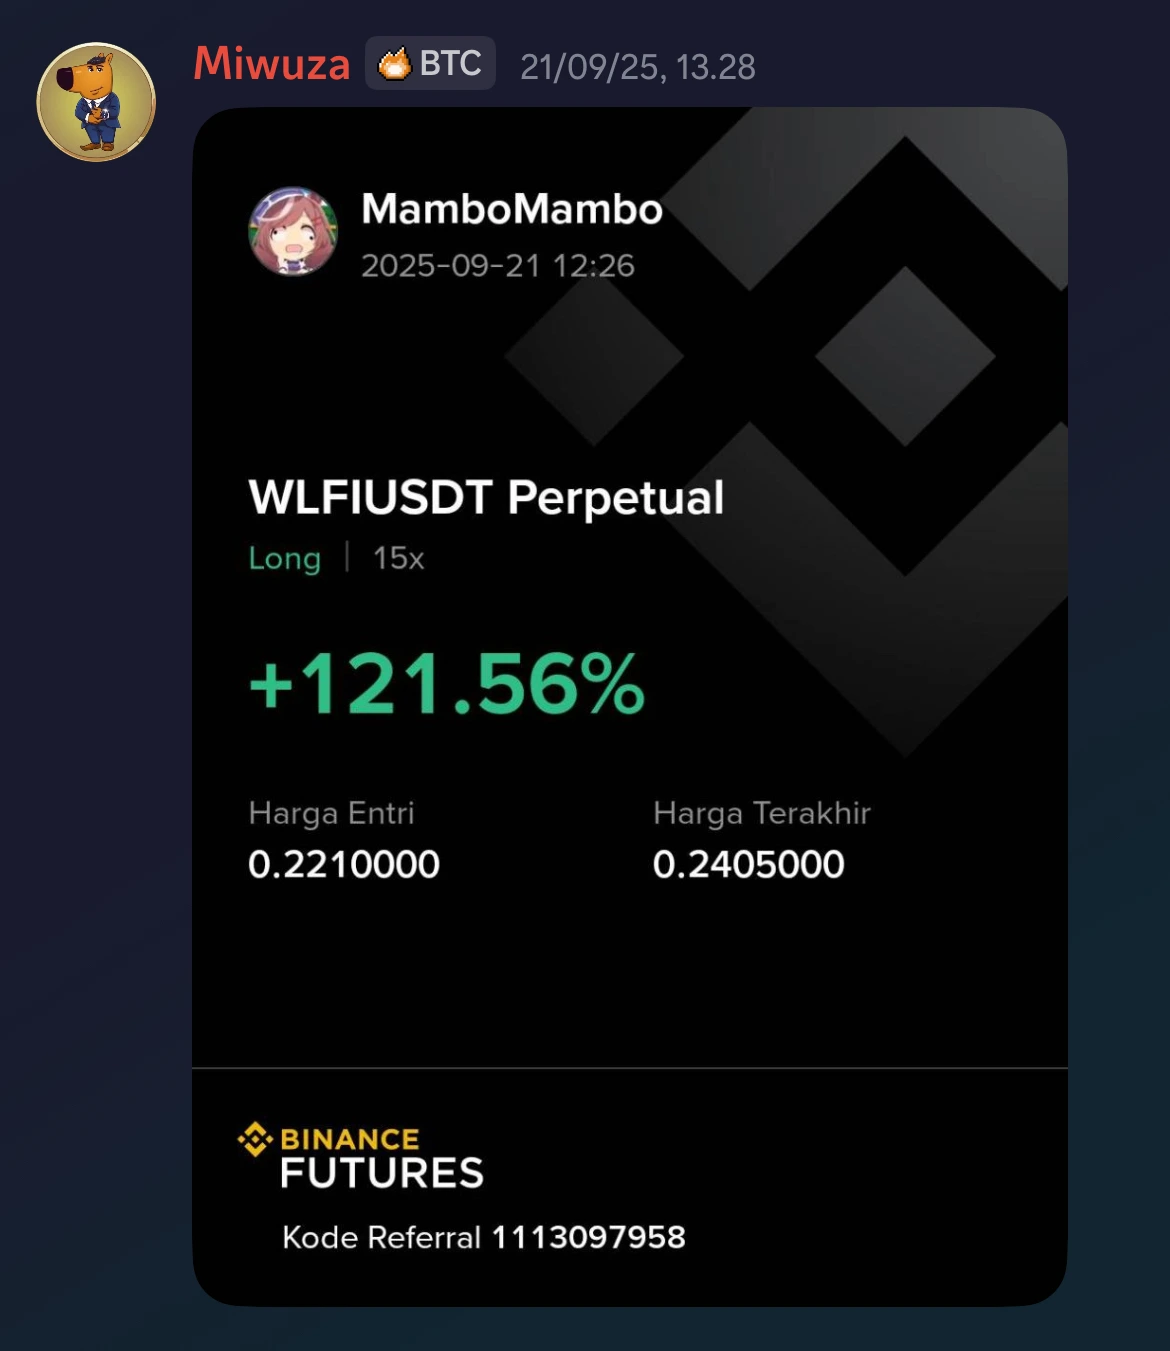 Miwuza BTC 21/09/25, 13.28
MamboMambo
2025-09-21 12:26
WLFIUSDT Perpetual
Long | 15x
+121.56%
Harga Entri Harga Terakhir
0.2210000 0.2405000
BINANCE
FUTURES
Kode Referral 1113097958